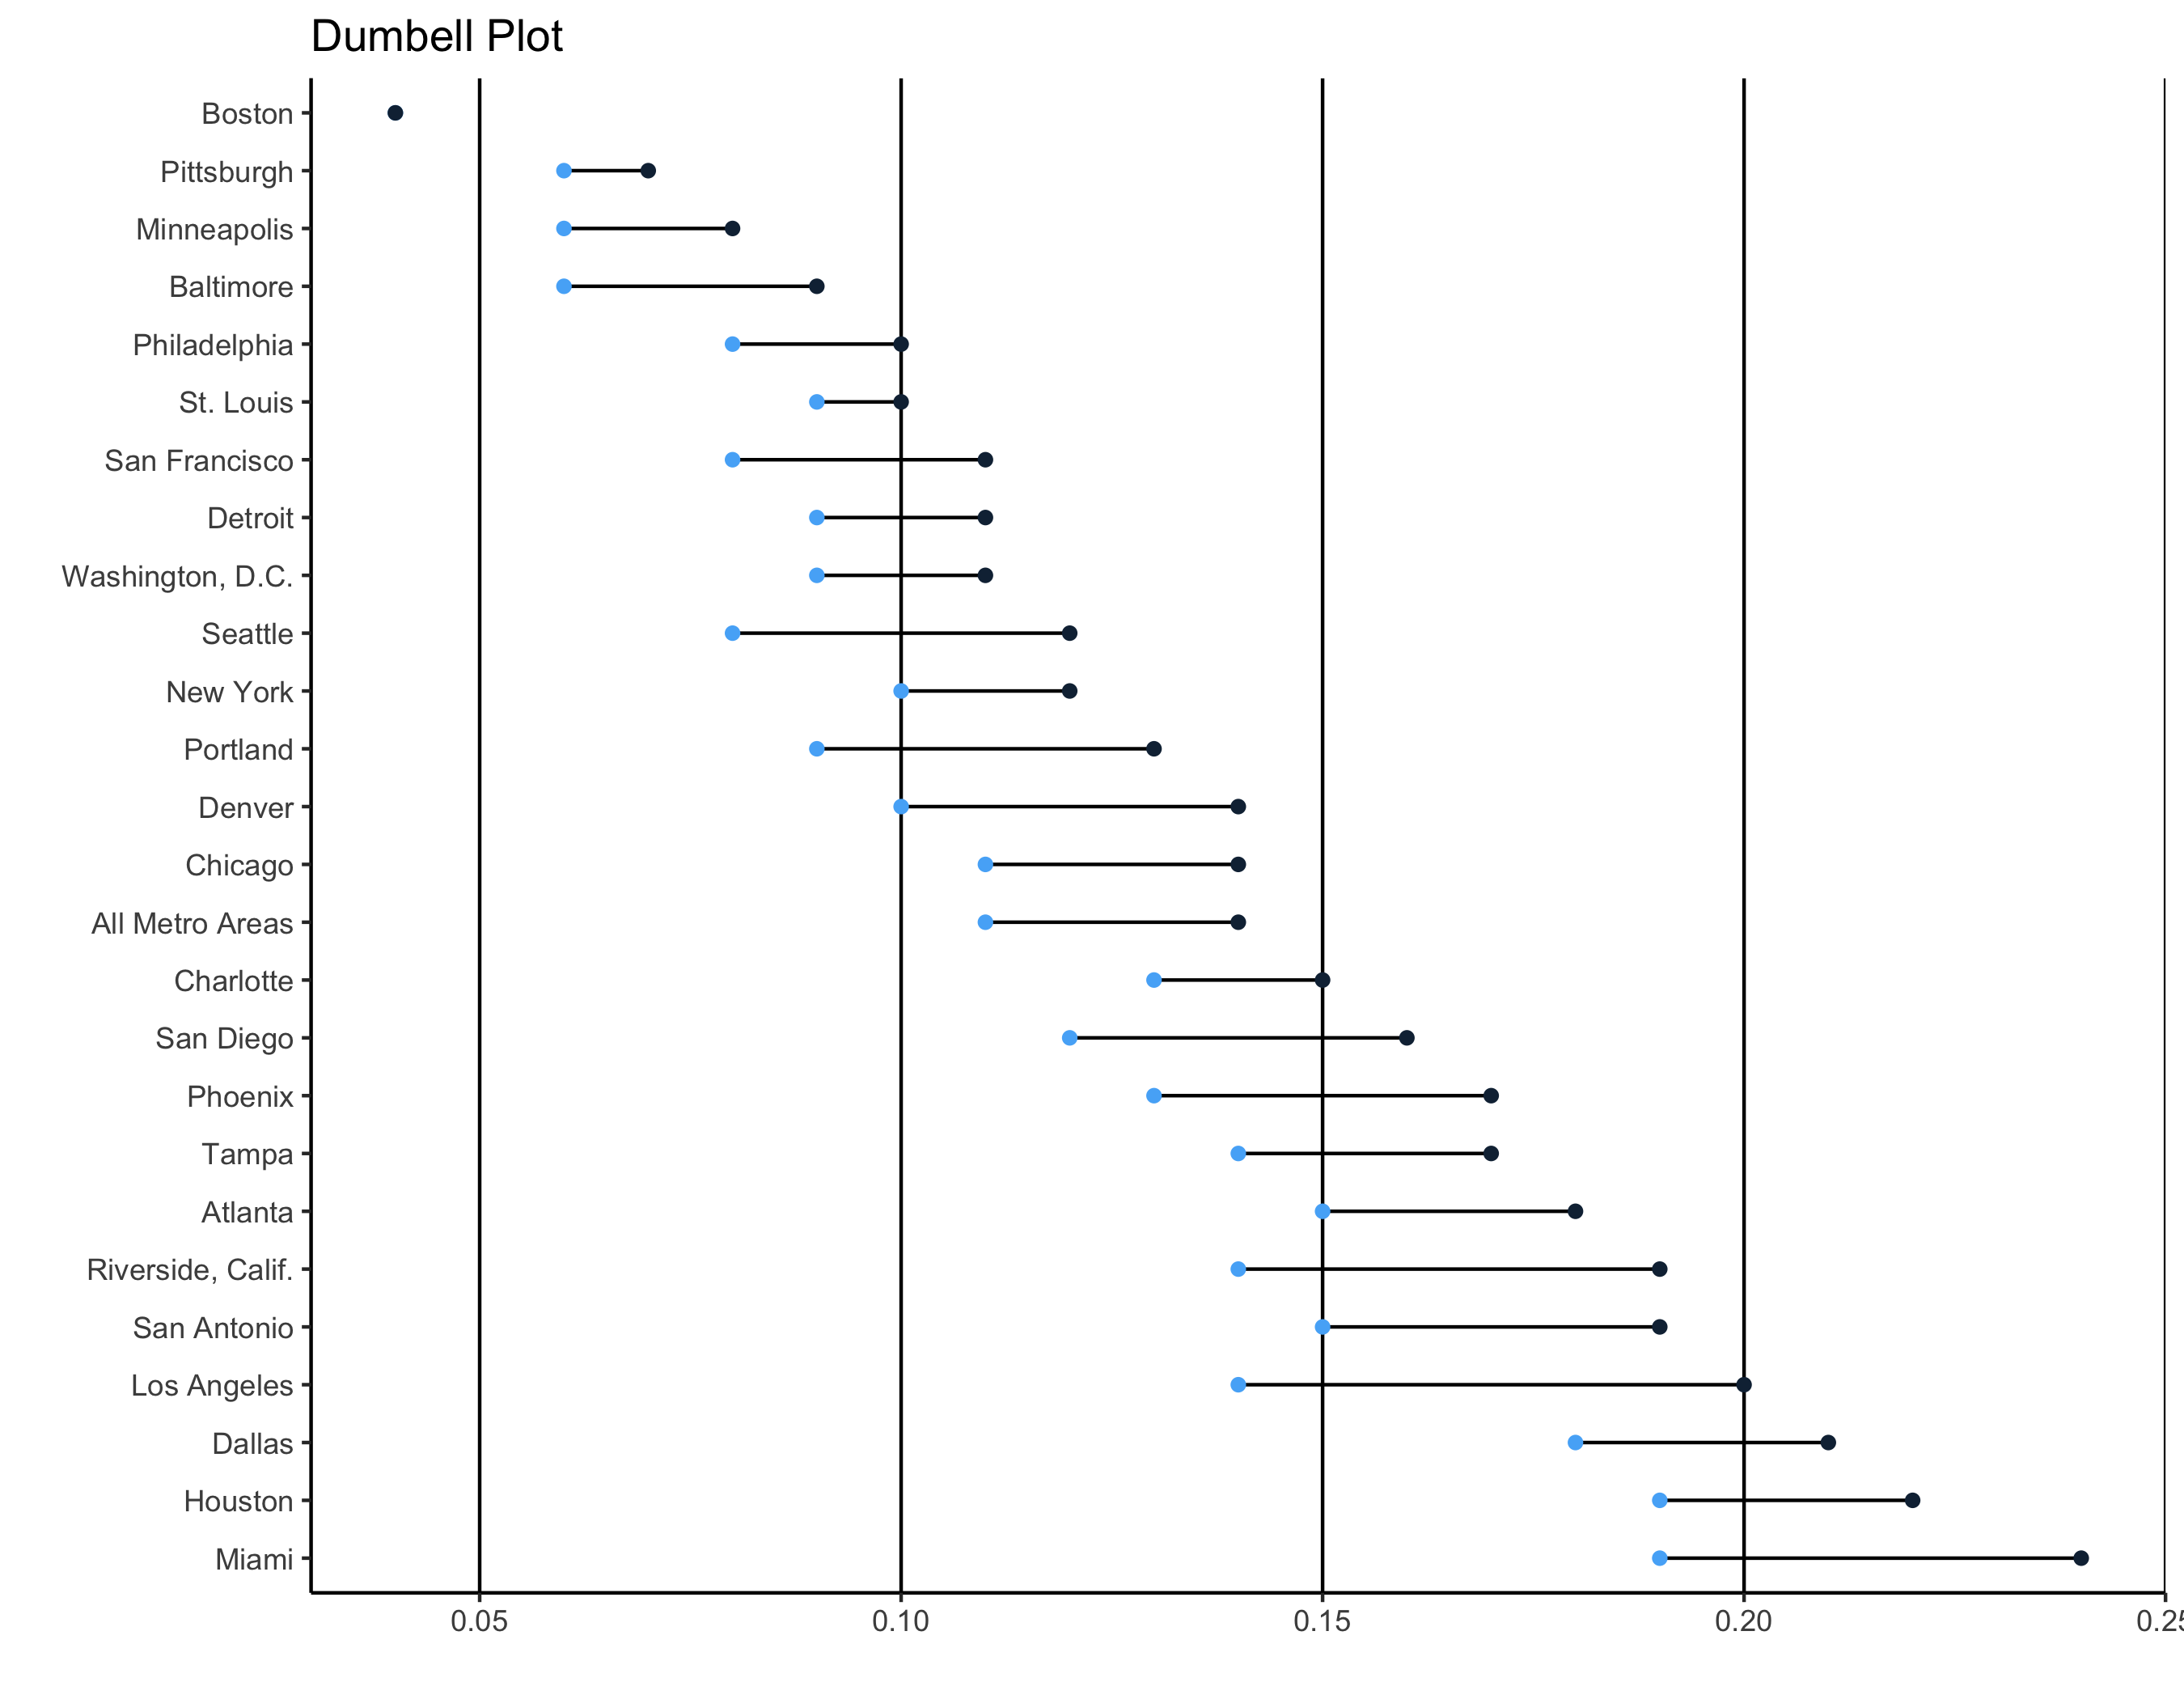 Dumbell Plot
Boston
Pittsburgh
Minneapolis
Baltimore
Philadelphia
St. Louis
San Francisco
Detroit
Washington, D.C.
Seattle
New York
Portland
Denver
Chicago
All Metro Areas
Charlotte
San Diego
Phoenix
Tampa
Atlanta
Riverside, Calif.
San Antonio
Los Angeles
Dallas
Houston
Miami
0.05 0.10 0.15 0.20 0.25